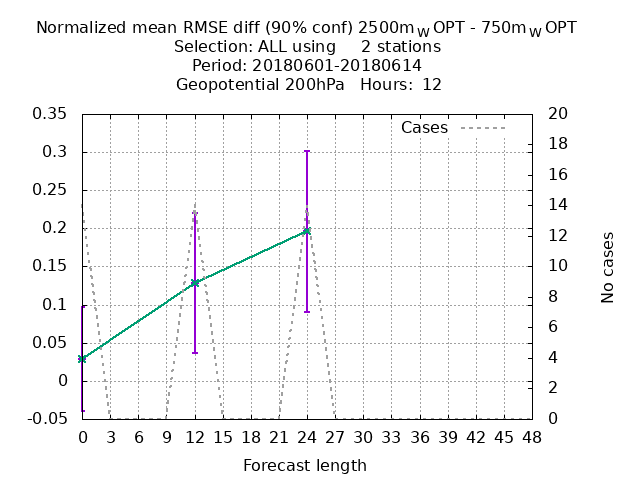 Normalized mean RMSE diff (90% conf) 2500m W OPT - 750m W OPT
Selection: ALL using 2 stations
Period: 20180601-20180614
Geopotential 200hPa Hours: 12
Cases
0.35
0.3
0.25
0.2
0.15
0.1
0.05
0
-0.05
20
18
16
14
12
10
8
6
4
2
0
No cases
0 3 6 9 12 15 18 21 24 27 30 33 36 39 42 45 48
Forecast length